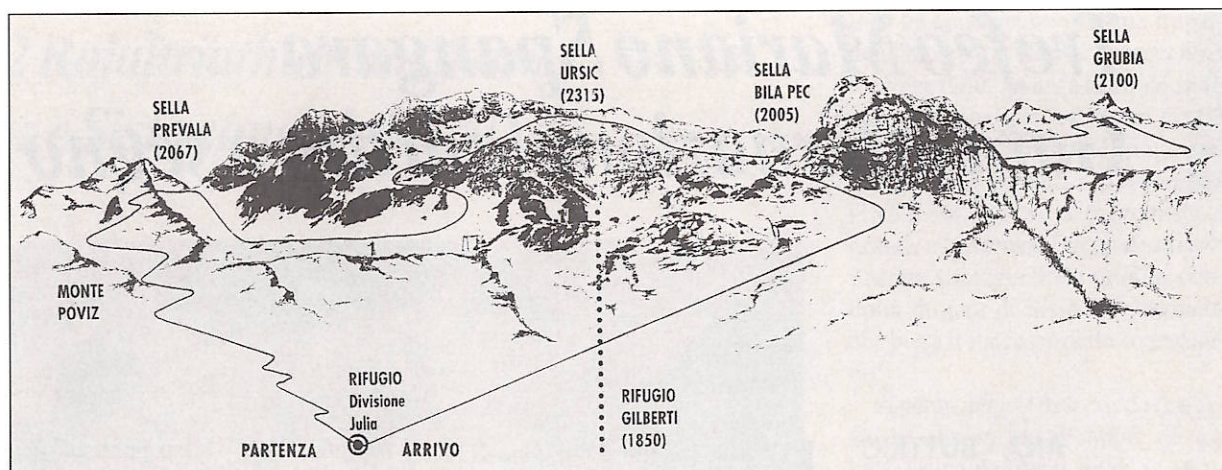 SELLA
PREVALA
(2067)
SELLA
URSIC
(2315)
SELLA
BILA PEC
(2005)
SELLA
GRUBIA
(2100)
MONTE
POVIZ
RIFUGIO
Divisione
Julia
PARTENZA
ARRIVO
RIFUGIO
GILBERTI
(1850)